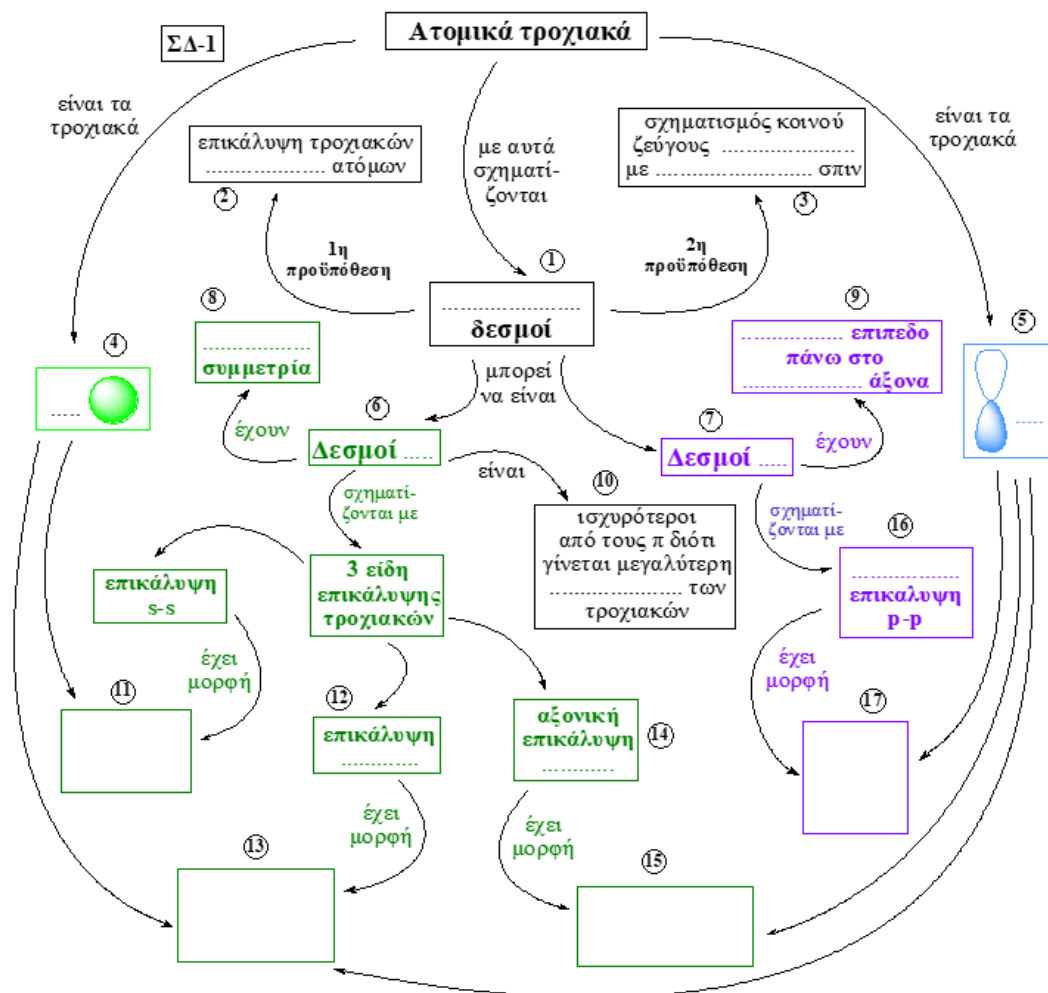 ΣΔ-1
Ατομικά τροχιακά
είναι τα
τροχιακά
επικάλυψη τροχιακών
..................... ατόμων
2
με αυτά
σχηματί-
ζονται
σχηματισμός κοινού
ζεύγους .......................
με ....................... σπιν
3
είναι τα
τροχιακά
1η
προϋπόθεση
2η
προϋπόθεση
1
.......................
δεσμοί
8
....................
συμμετρία
9
.................... επιπεδο
πάνω στο
.................... άξονα
4
.....
5
.....
μπορεί
να είναι
6
Δεσμοί .....
έχουν
7
Δεσμοί .....
έχουν
είναι
10
ισχυρότεροι
από τους π διότι
γίνεται μεγαλύτερη
.................... των
τροχιακών
σχηματί-
ζονται με
σχηματί-
ζονται με
16
....................
επικαλυψη
p-p
επικάλυψη
s-s
3 είδη
επικάλυψης
τροχιακών
έχει
μορφή
έχει
μορφή
11
12
επικάλυψη
.............
αξονική
επικάλυψη
.............
14
17
έχει
μορφή
έχει
μορφή
13
15